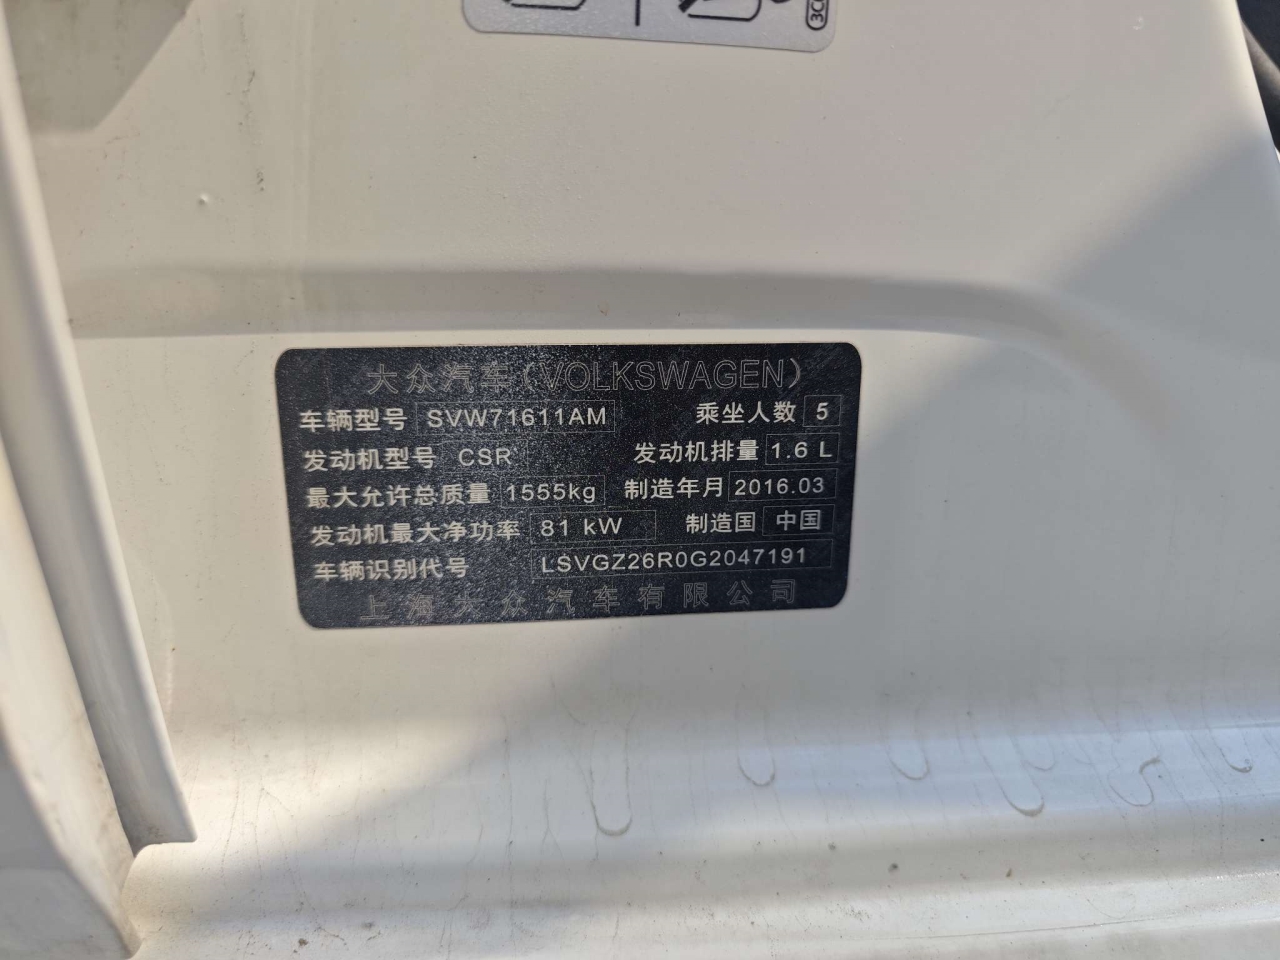 3C
大众汽车(VOLKSWAGEN)
车辆型号 SVW71611AM 乘坐人数 5
发动机型号 CSR 发动机排量 1.6 L
最大允许总质量 1555kg 制造年月 2016.03
发动机最大净功率 81 kW 制造国 中国
车辆识别代号 LSVGZ26R0G2047191
上海大众汽车有限公司